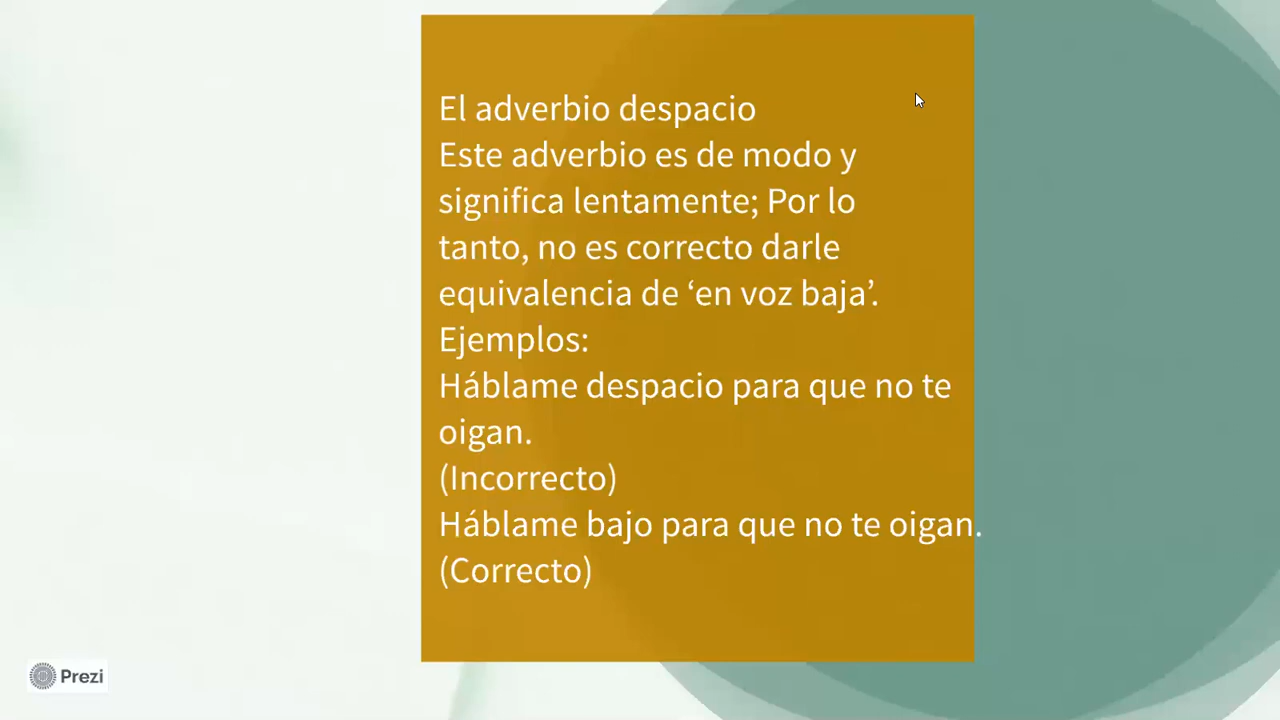 El adverbio despacio
Este adverbio es de modo y
significa lentamente; Por lo
tanto, no es correcto darle
equivalencia de ‘en voz baja’.
Ejemplos:
Háblame despacio para que no te
oigan.
(Incorrecto)
Háblame bajo para que no te oigan.
(Correcto)
Prezi